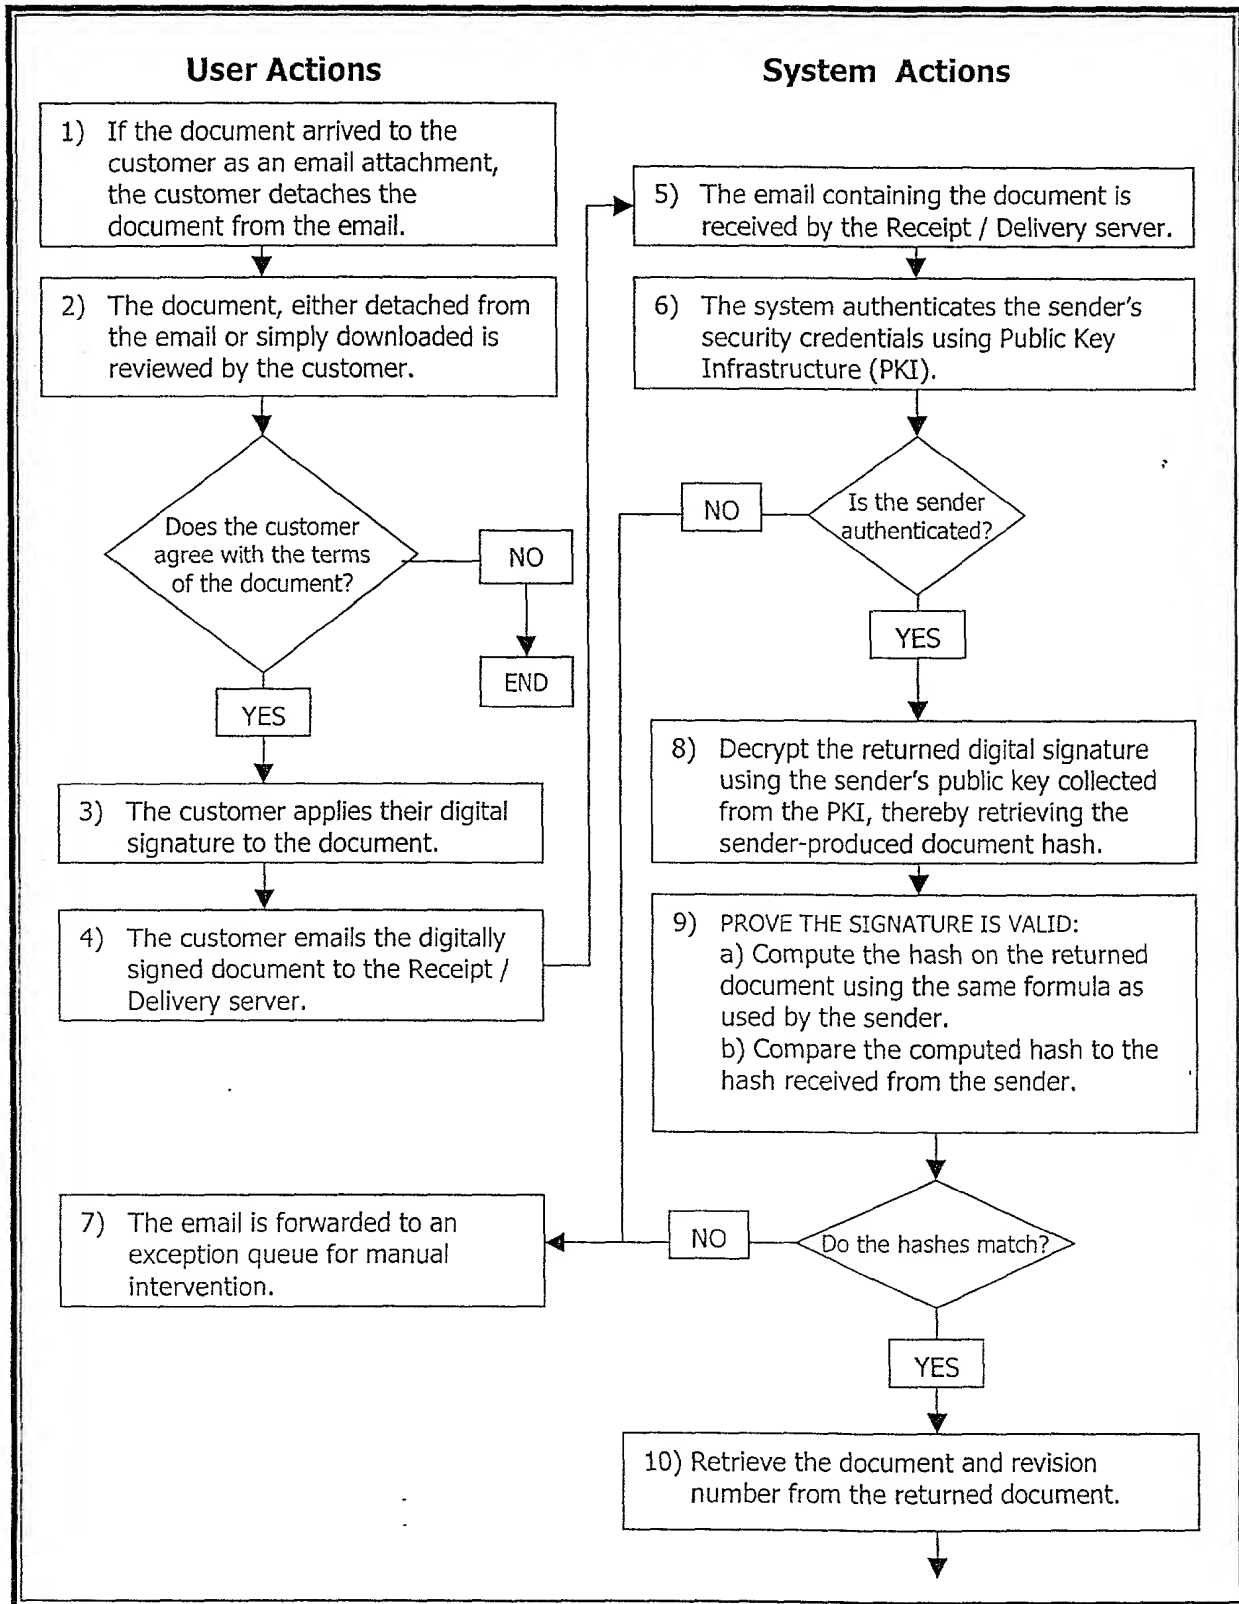 User Actions
1) If the document arrived to the
customer as an email attachment,
the customer detaches the
document from the email.
2) The document, either detached from
the email or simply downloaded is
reviewed by the customer.
Does the customer
agree with the terms
of the document?
NO
END
YES
3) The customer applies their digital
signature to the document.
4) The customer emails the digitally
signed document to the Receipt /
Delivery server.
System Actions
5) The email containing the document is
received by the Receipt / Delivery server.
6) The system authenticates the sender's
security credentials using Public Key
Infrastructure (PKI).
Is the sender
authenticated?
NO
YES
7) The email is forwarded to an
exception queue for manual
intervention.
8) Decrypt the returned digital signature
using the sender's public key collected
from the PKI, thereby retrieving the
sender-produced document hash.
9) PROVE THE SIGNATURE IS VALID:
a) Compute the hash on the returned
document using the same formula as
used by the sender.
b) Compare the computed hash to the
hash received from the sender.
Do the hashes match?
NO
YES
10) Retrieve the document and revision
number from the returned document.